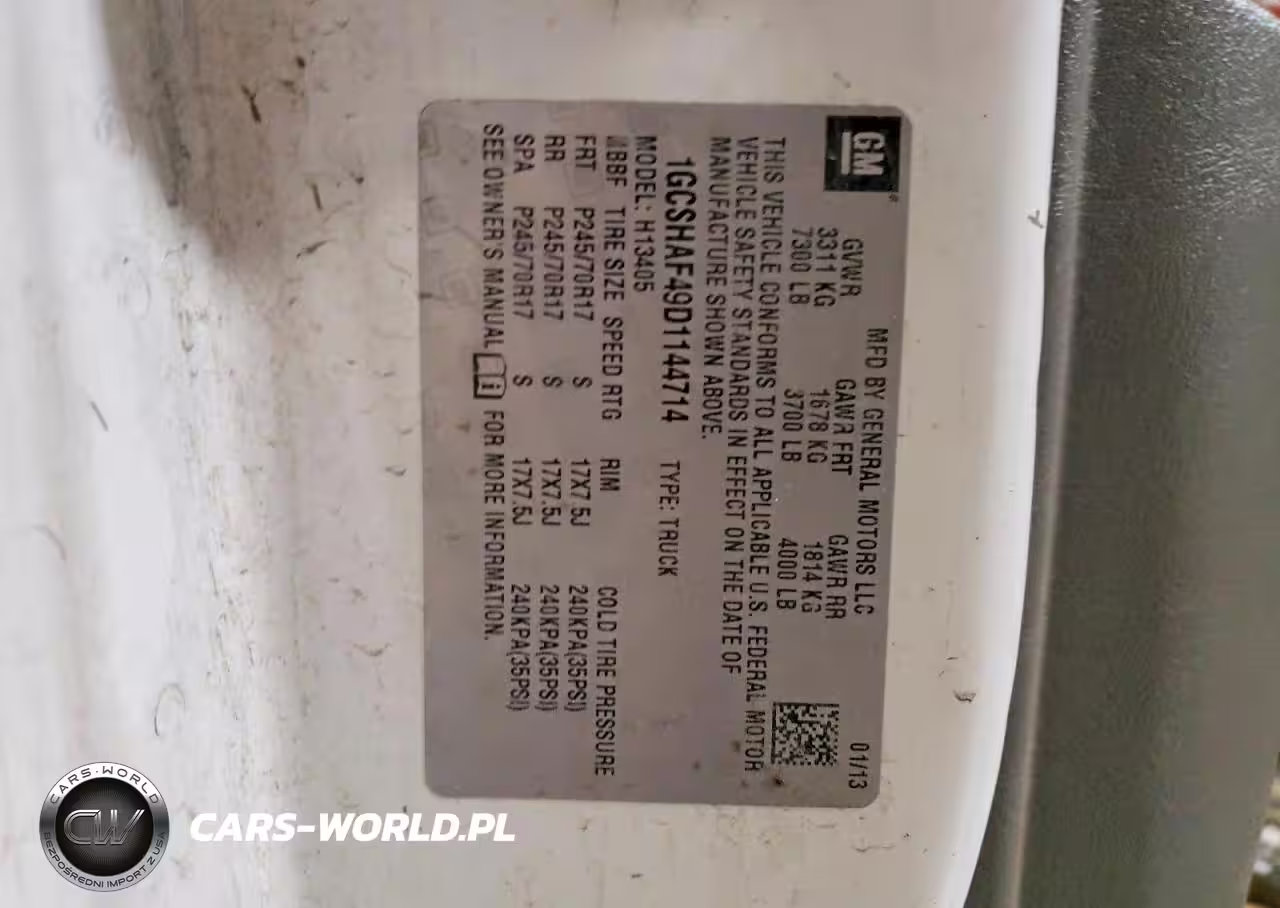 GM
MFD BY GENERAL MOTORS LLC
01/13
GVWR GAWR FRT GAWR RR
3311 KG 1678 KG 1814 KG
7300 LB 3700 LB 4000 LB
THIS VEHICLE CONFORMS TO ALL APPLICABLE U.S. FEDERAL MOTOR
VEHICLE SAFETY STANDARDS IN EFFECT ON THE DATE OF
MANUFACTURE SHOWN ABOVE.
1GCSHAF49D1144714 TYPE: TRUCK
MODEL: H13405
TIRE SIZE SPEED RTG RIM COLD TIRE PRESSURE
FRT P245/70R17 S 17X7.5J 240KPA(35PSI)
RR P245/70R17 S 17X7.5J 240KPA(35PSI)
SPA P245/70R17 S 17X7.5J 240KPA(35PSI)
SEE OWNER'S MANUAL i FOR MORE INFORMATION.
CARS-WORLD
CW
BEZPOŚREDNI IMPORT Z USA
CARS-WORLD.PL